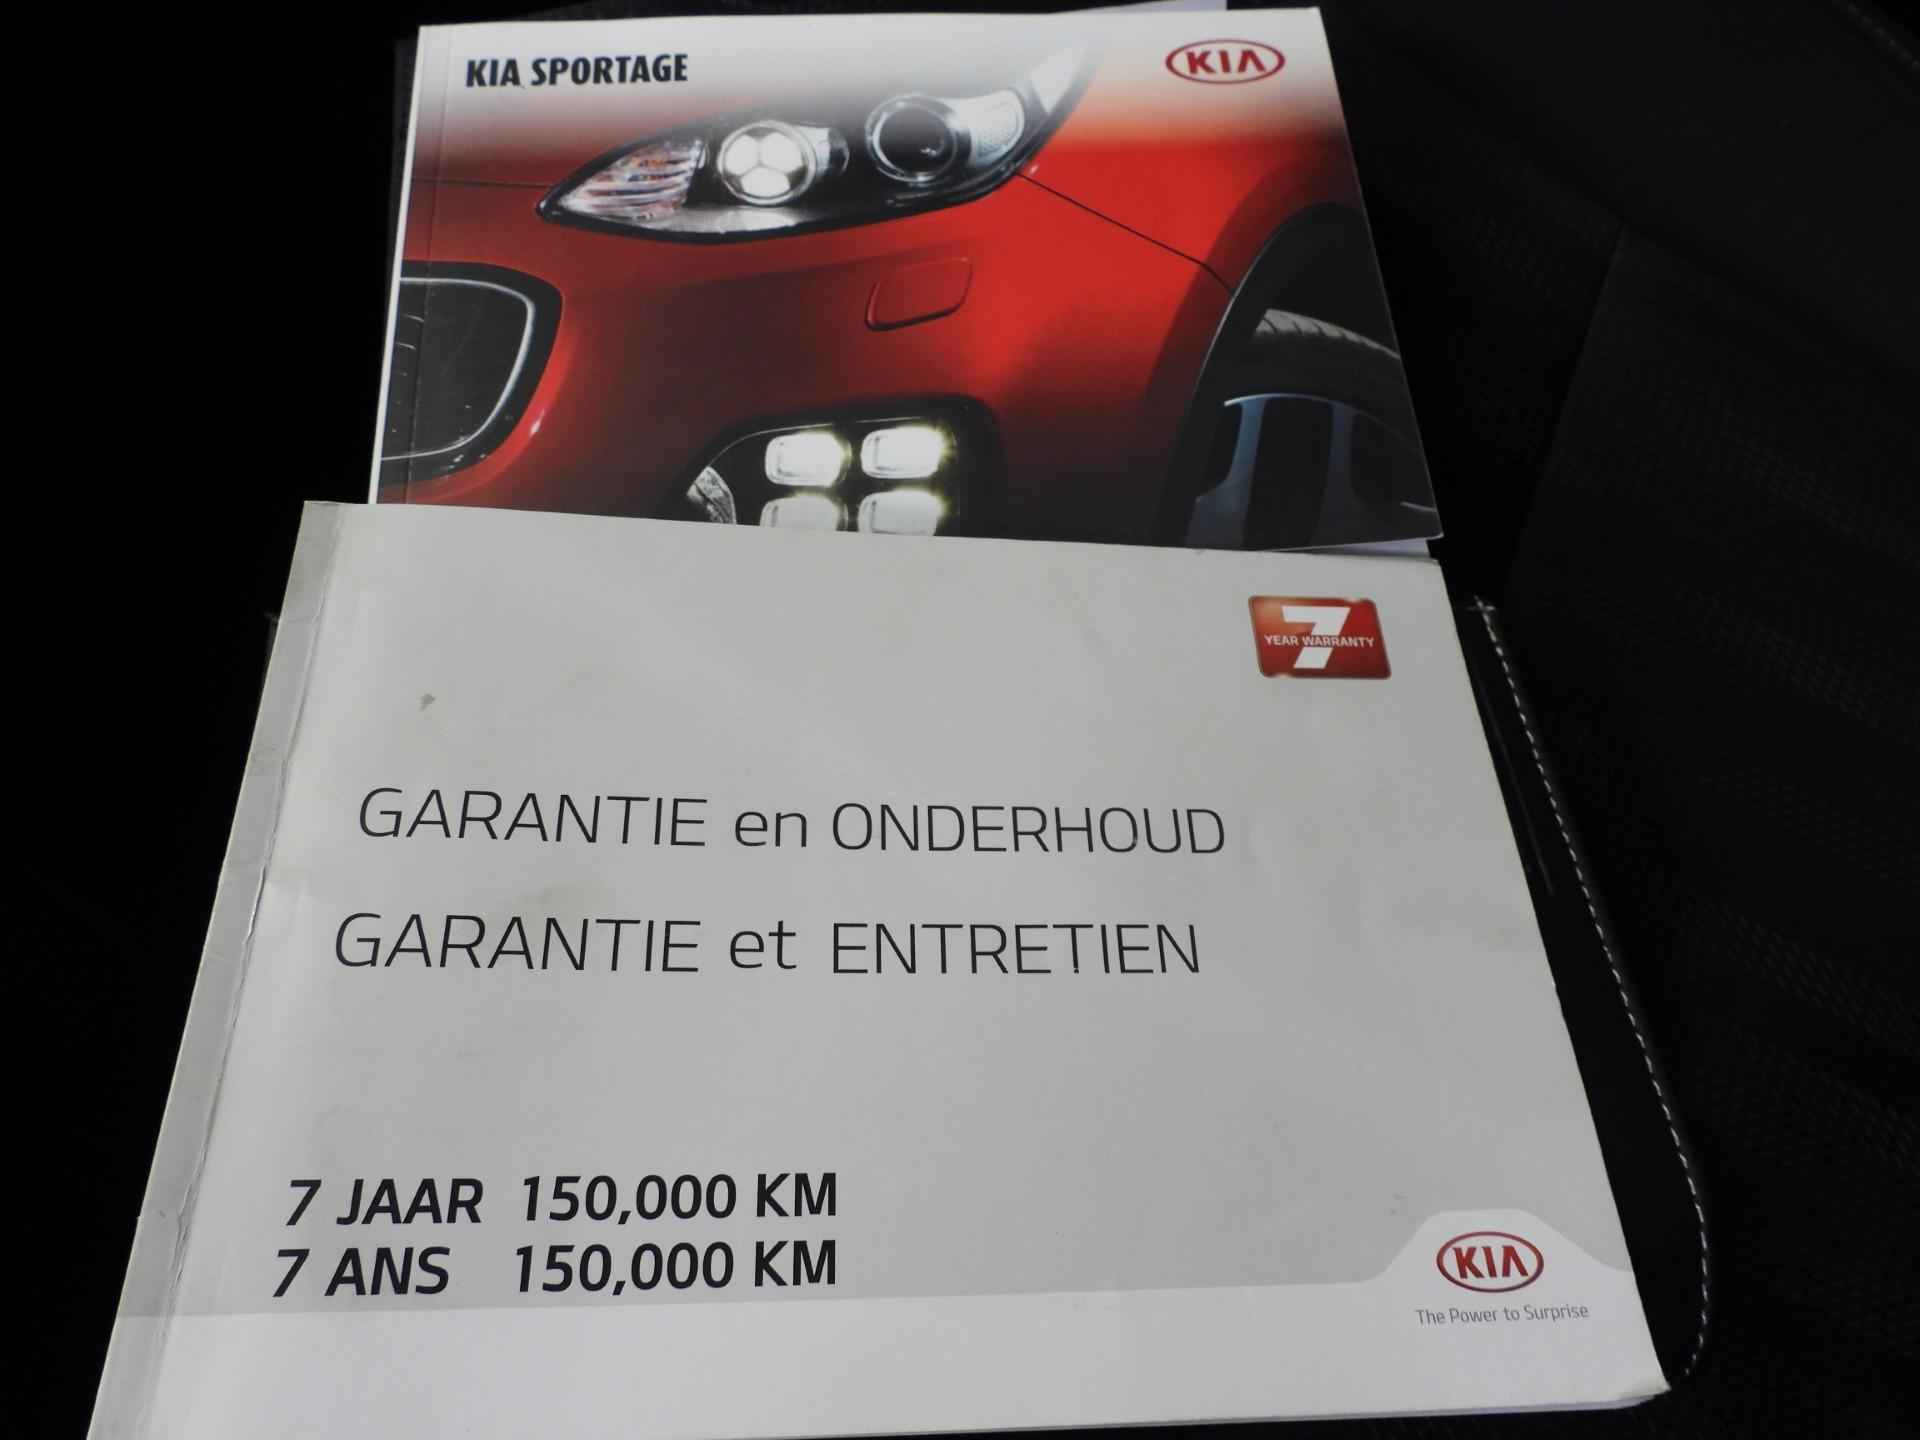 KIA SPORTAGE
KIA
7
YEAR WARRANTY
GARANTIE en ONDERHOUD
GARANTIE et ENTRETIEN
7 JAAR 150,000 KM
7 ANS 150,000 KM
KIA
The Power to Surprise